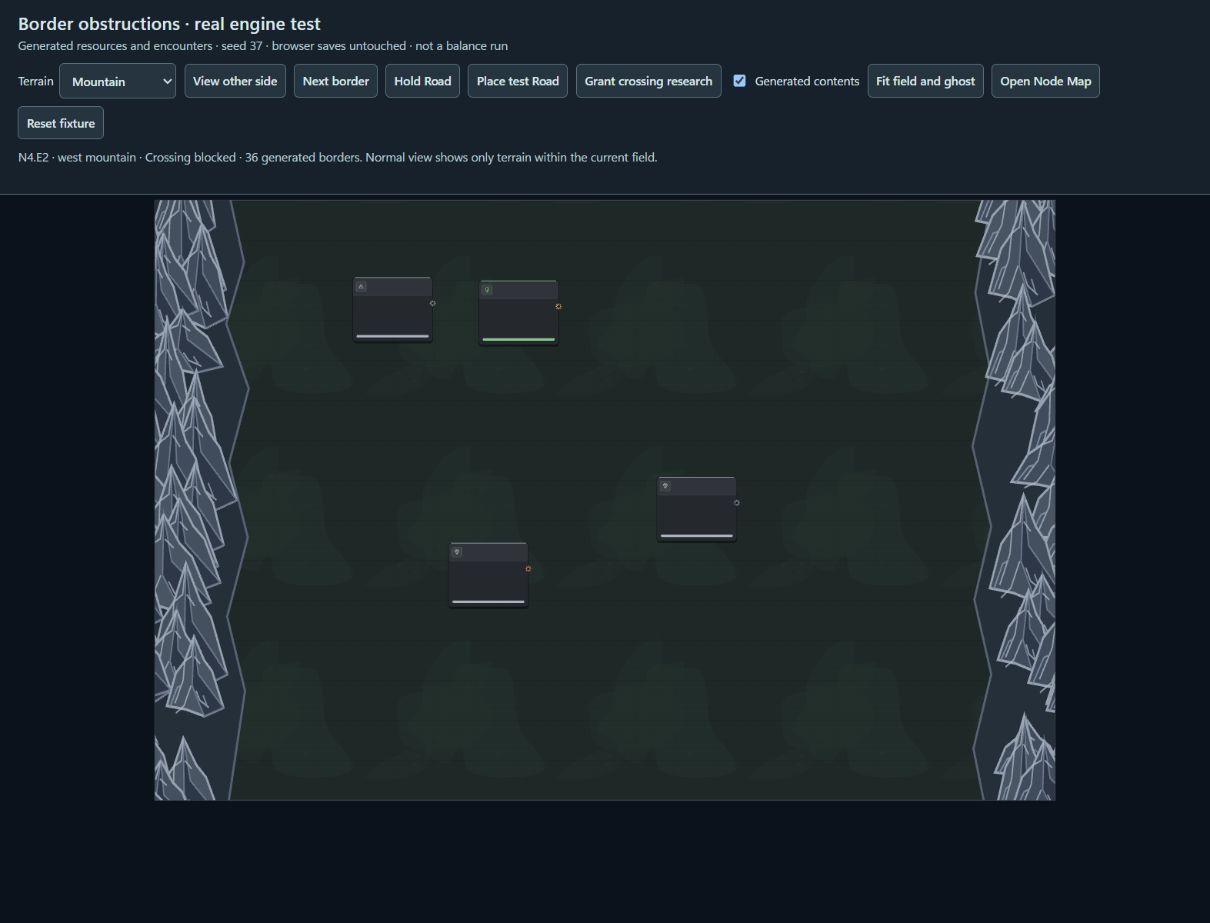 Border obstructions · real engine test
Generated resources and encounters · seed 37 · browser saves untouched · not a balance run
Terrain Mountain View other side Next border Hold Road Place test Road Grant crossing research Generated contents Fit field and ghost Open Node Map
Reset fixture
N4.E2 · west mountain · Crossing blocked · 36 generated borders. Normal view shows only terrain within the current field.